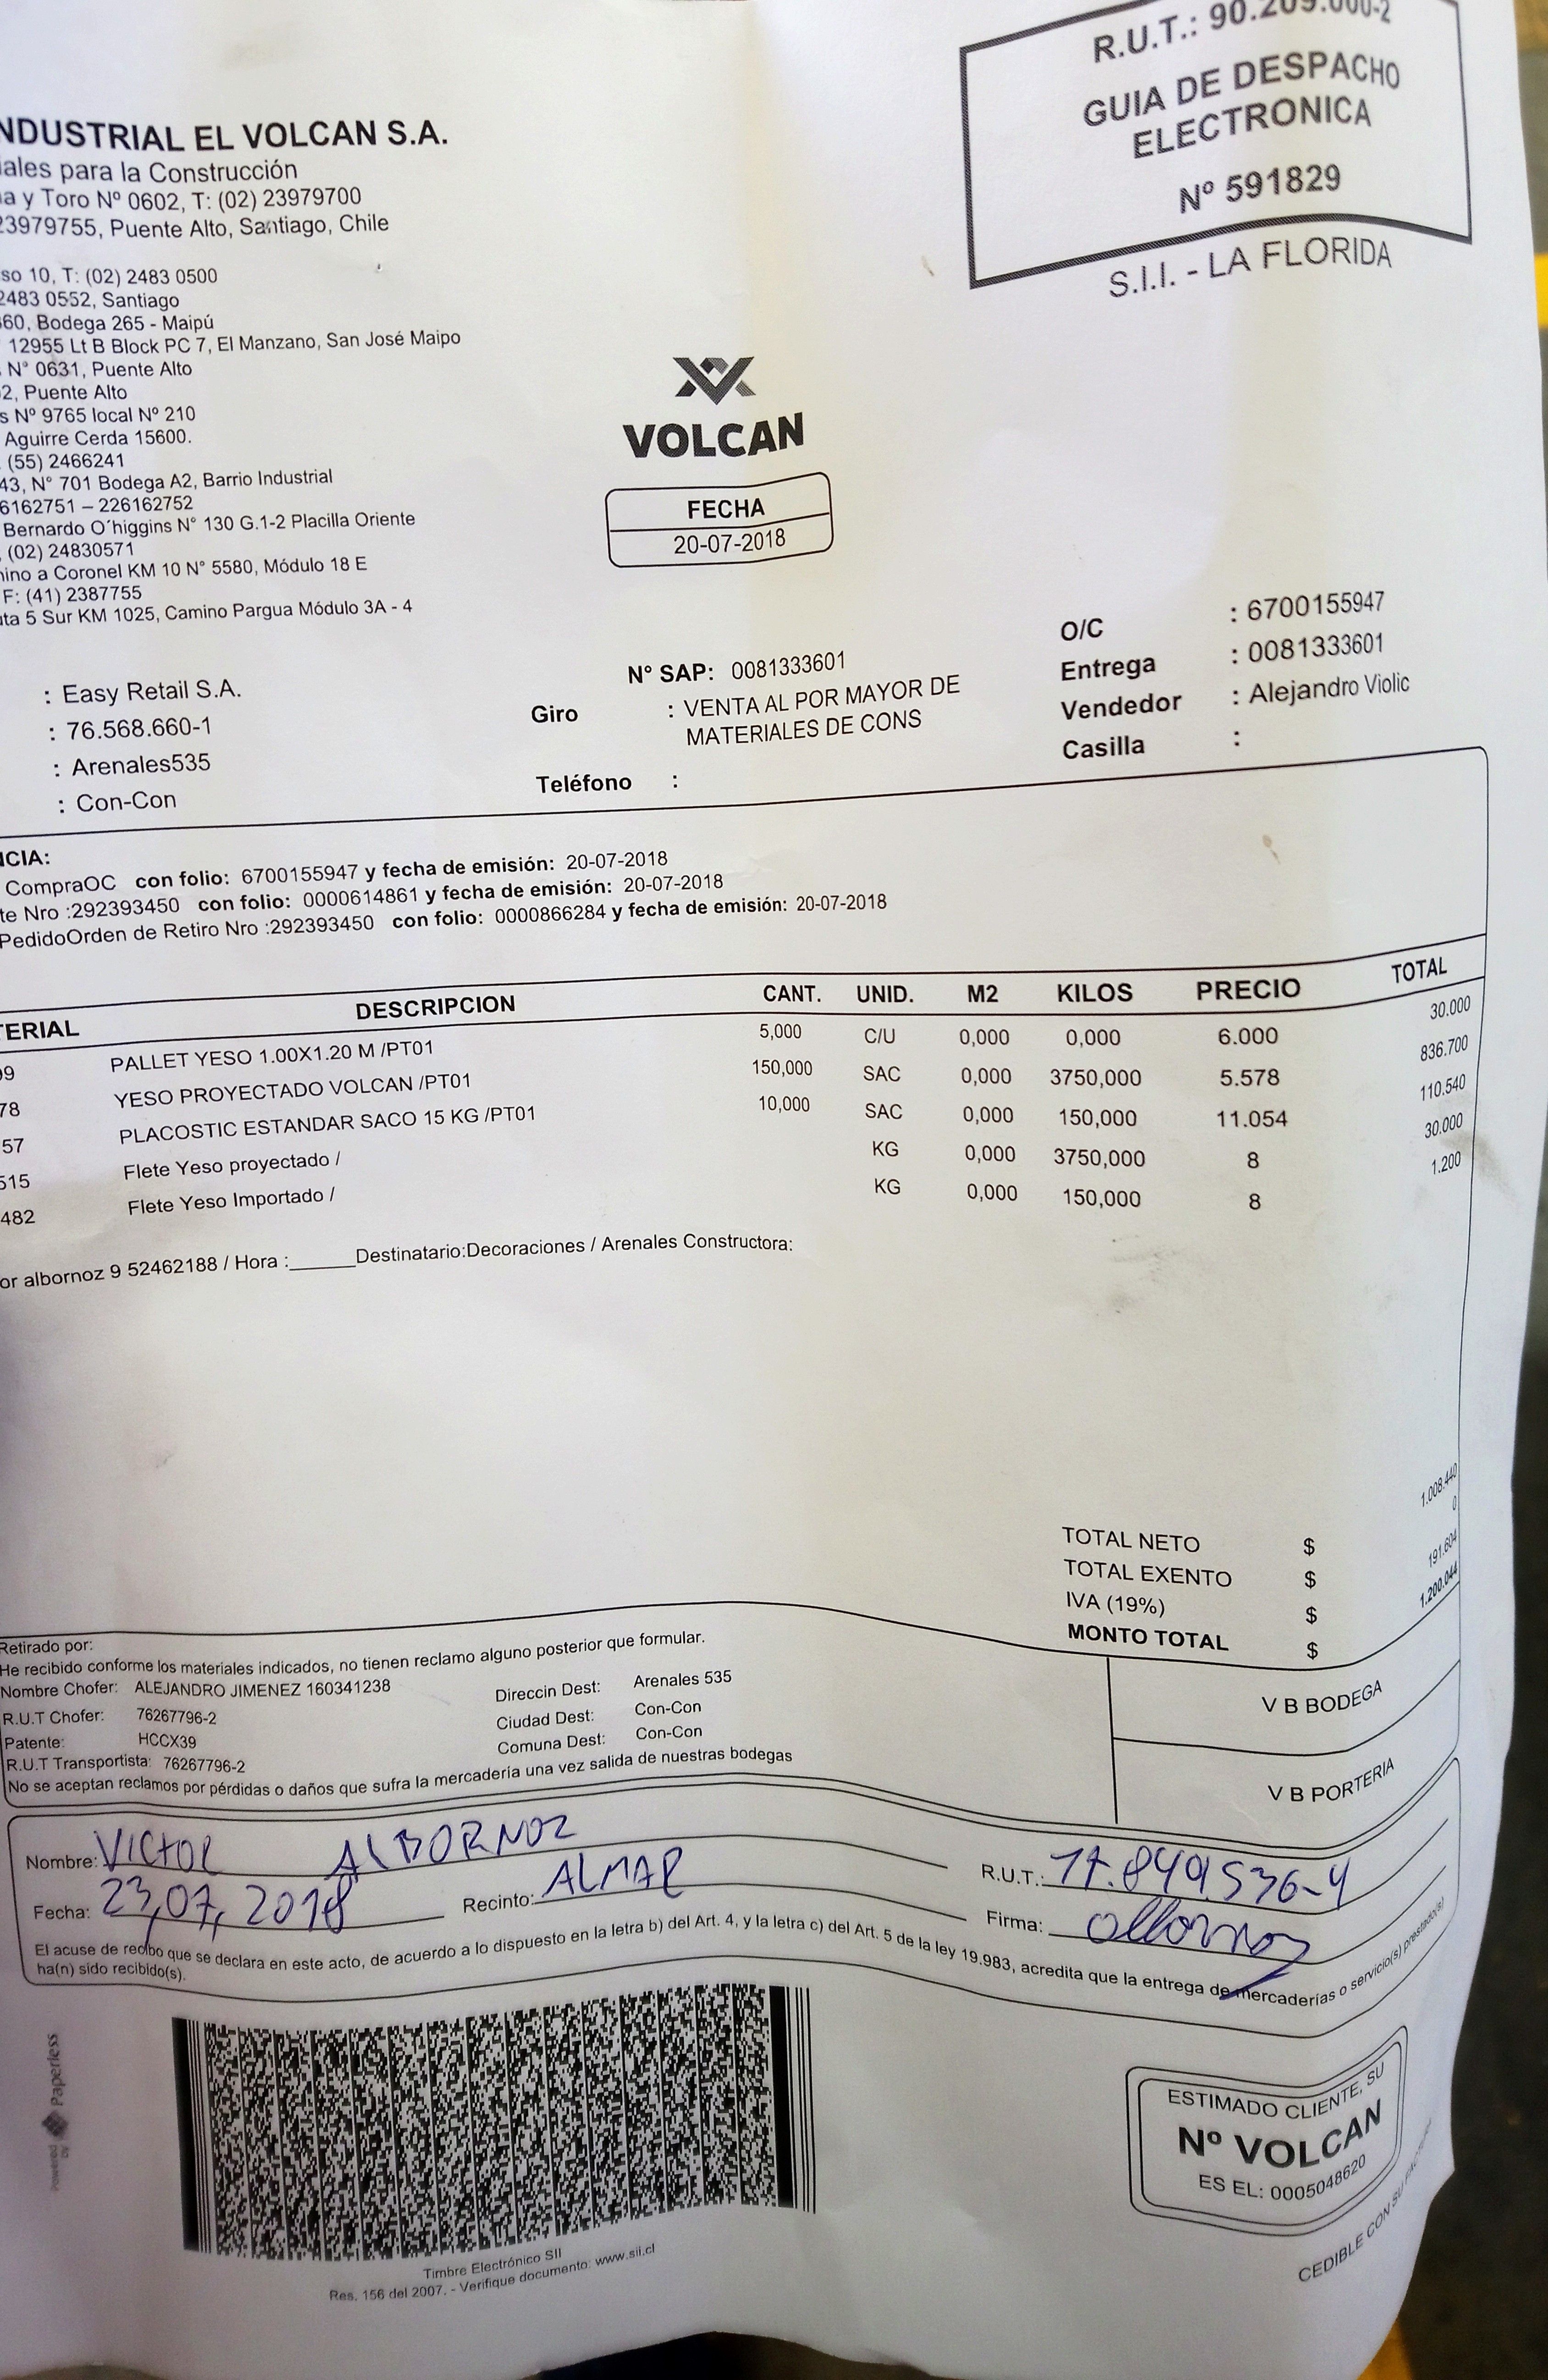 R.U.T.: 90.209.000-2
GUIA DE DESPACHO
ELECTRONICA
Nº 591829
S.I.I. - LA FLORIDA
NDUSTRIAL EL VOLCAN S.A.
iales para la Construcción
a y Toro Nº 0602, T: (02) 23979700
23979755, Puente Alto, Santiago, Chile
so 10, T: (02) 2483 0500
2483 0552, Santiago
60, Bodega 265 - Maipú
12955 Lt B Block PC 7, El Manzano, San José Maipo
N° 0631, Puente Alto
2, Puente Alto
s Nº 9765 local Nº 210
Aguirre Cerda 15600.
(55) 2466241
43, N° 701 Bodega A2, Barrio Industrial
6162751 – 226162752
Bernardo O´higgins N° 130 G.1-2 Placilla Oriente
, (02) 24830571
ino a Coronel KM 10 N° 5580, Módulo 18 E
F: (41) 2387755
ta 5 Sur KM 1025, Camino Pargua Módulo 3A - 4
VOLCAN
FECHA
20-07-2018
: Easy Retail S.A.
: 76.568.660-1
: Arenales535
: Con-Con
N° SAP: 0081333601
Giro : VENTA AL POR MAYOR DE
MATERIALES DE CONS
Teléfono :
O/C : 6700155947
Entrega : 0081333601
Vendedor : Alejandro Violic
Casilla :
NCIA:
CompraOC con folio: 6700155947 y fecha de emisión: 20-07-2018
te Nro :292393450 con folio: 0000614861 y fecha de emisión: 20-07-2018
PedidoOrden de Retiro Nro :292393450 con folio: 0000866284 y fecha de emisión: 20-07-2018
TERIAL DESCRIPCION CANT. UNID. M2 KILOS PRECIO TOTAL
99 PALLET YESO 1.00X1.20 M /PT01 5,000 C/U 0,000 0,000 6.000 30.000
78 YESO PROYECTADO VOLCAN /PT01 150,000 SAC 0,000 3750,000 5.578 836.700
57 PLACOSTIC ESTANDAR SACO 15 KG /PT01 10,000 SAC 0,000 150,000 11.054 110.540
515 Flete Yeso proyectado / KG 0,000 3750,000 8 30.000
482 Flete Yeso Importado / KG 0,000 150,000 8 1.200
or albornoz 9 52462188 / Hora :______Destinatario:Decoraciones / Arenales Constructora:
TOTAL NETO $ 1.008.440
TOTAL EXENTO $ 0
IVA (19%) $ 191.604
MONTO TOTAL $ 1.200.044
Retirado por:
He recibido conforme los materiales indicados, no tienen reclamo alguno posterior que formular.
Nombre Chofer: ALEJANDRO JIMENEZ 160341238 Direccin Dest: Arenales 535
R.U.T Chofer: 76267796-2 Ciudad Dest: Con-Con
Patente: HCCX39 Comuna Dest: Con-Con
R.U.T Transportista: 76267796-2
No se aceptan reclamos por pérdidas o daños que sufra la mercadería una vez salida de nuestras bodegas
V B BODEGA
V B PORTERIA
Nombre: VICTOR ALBORNOZ R.U.T.: 17.849.536-4
Fecha: 23,07, 2018 Recinto: ALMAR Firma: Albornoz
El acuse de recibo que se declara en este acto, de acuerdo a lo dispuesto en la letra b) del Art. 4, y la letra c) del Art. 5 de la ley 19.983, acredita que la entrega de mercaderías o servicio(s) prestado(s)
ha(n) sido recibido(s).
Powered by Paperless
Timbre Electrónico SII
Res. 156 del 2007. - Verifique documento: www.sii.cl
ESTIMADO CLIENTE, SU
Nº VOLCAN
ES EL: 0005048620
CEDIBLE CON SU FACTURA